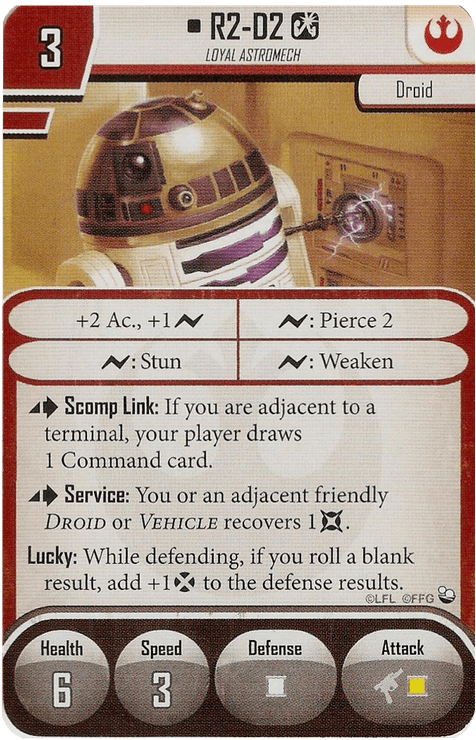 3
R2-D2
LOYAL ASTROMECH
Droid
+2 Ac., +1
: Pierce 2
: Stun
: Weaken
Scomp Link: If you are adjacent to a
terminal, your player draws
1 Command card.
Service: You or an adjacent friendly
DROID or VEHICLE recovers 1 .
Lucky: While defending, if you roll a blank
result, add +1 to the defense results.
©LFL ©FFG
Health
Speed
Defense
Attack
6
3